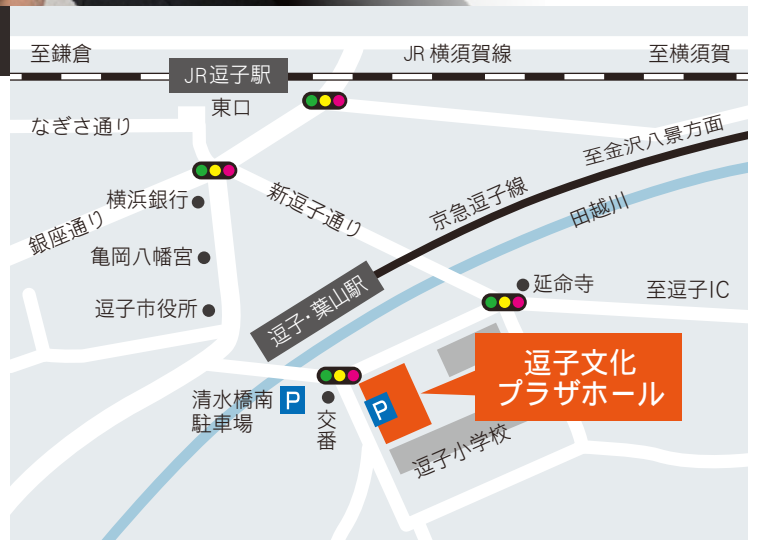 至鎌倉
JR 横須賀線
至横須賀
JR逗子駅
東口
なぎさ通り
至金沢八景方面
京急逗子線
田越川
横浜銀行
新逗子通り
銀座通り
亀岡八幡宮
逗子市役所
逗子・葉山駅
延命寺
至逗子IC
逗子文化
プラザホール
清水橋南
駐車場
P
交番
P
逗子小学校